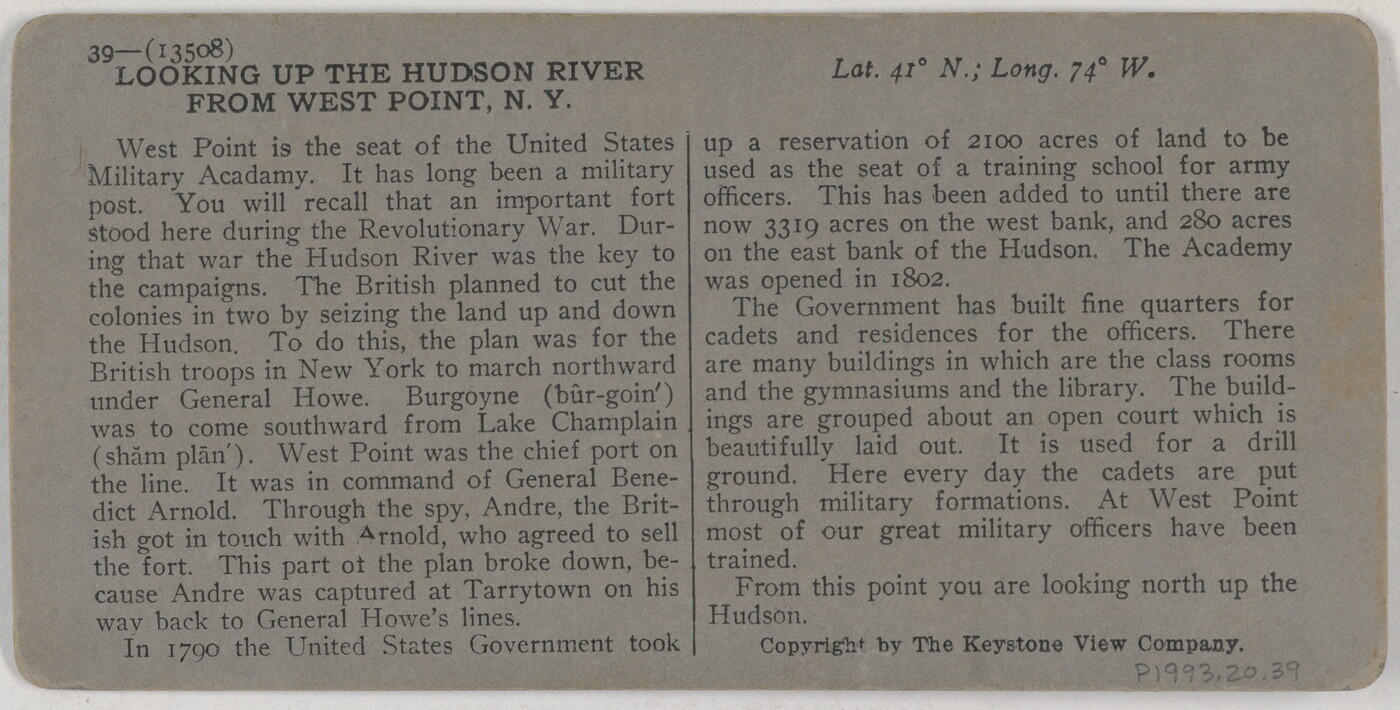 39—(13508)
LOOKING UP THE HUDSON RIVER
FROM WEST POINT, N. Y.
Lat. 41° N.; Long. 74° W.
West Point is the seat of the United States
Military Acadamy. It has long been a military
post. You will recall that an important fort
stood here during the Revolutionary War. Dur-
ing that war the Hudson River was the key to
the campaigns. The British planned to cut the
colonies in two by seizing the land up and down
the Hudson. To do this, the plan was for the
British troops in New York to march northward
under General Howe. Burgoyne (bûr-goin′)
was to come southward from Lake Champlain
(shăm plān′). West Point was the chief port on
the line. It was in command of General Bene-
dict Arnold. Through the spy, Andre, the Brit-
ish got in touch with Arnold, who agreed to sell
the fort. This part of the plan broke down, be-
cause Andre was captured at Tarrytown on his
way back to General Howe's lines.
In 1790 the United States Government took
up a reservation of 2100 acres of land to be
used as the seat of a training school for army
officers. This has been added to until there are
now 3319 acres on the west bank, and 280 acres
on the east bank of the Hudson. The Academy
was opened in 1802.
The Government has built fine quarters for
cadets and residences for the officers. There
are many buildings in which are the class rooms
and the gymnasiums and the library. The build-
ings are grouped about an open court which is
beautifully laid out. It is used for a drill
ground. Here every day the cadets are put
through military formations. At West Point
most of our great military officers have been
trained.
From this point you are looking north up the
Hudson.
Copyright by The Keystone View Company.
P1993.20.39